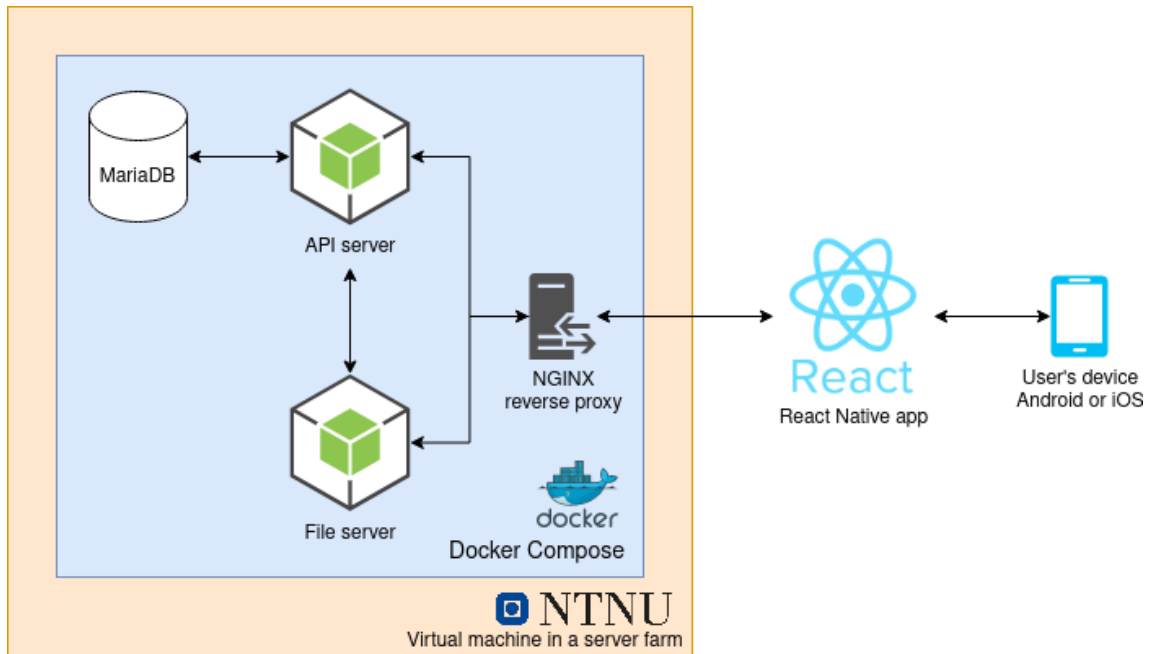 MariaDB
API server
File server
NGINX
reverse proxy
docker
Docker Compose
NTNU
Virtual machine in a server farm
React
React Native app
User's device
Android or iOS